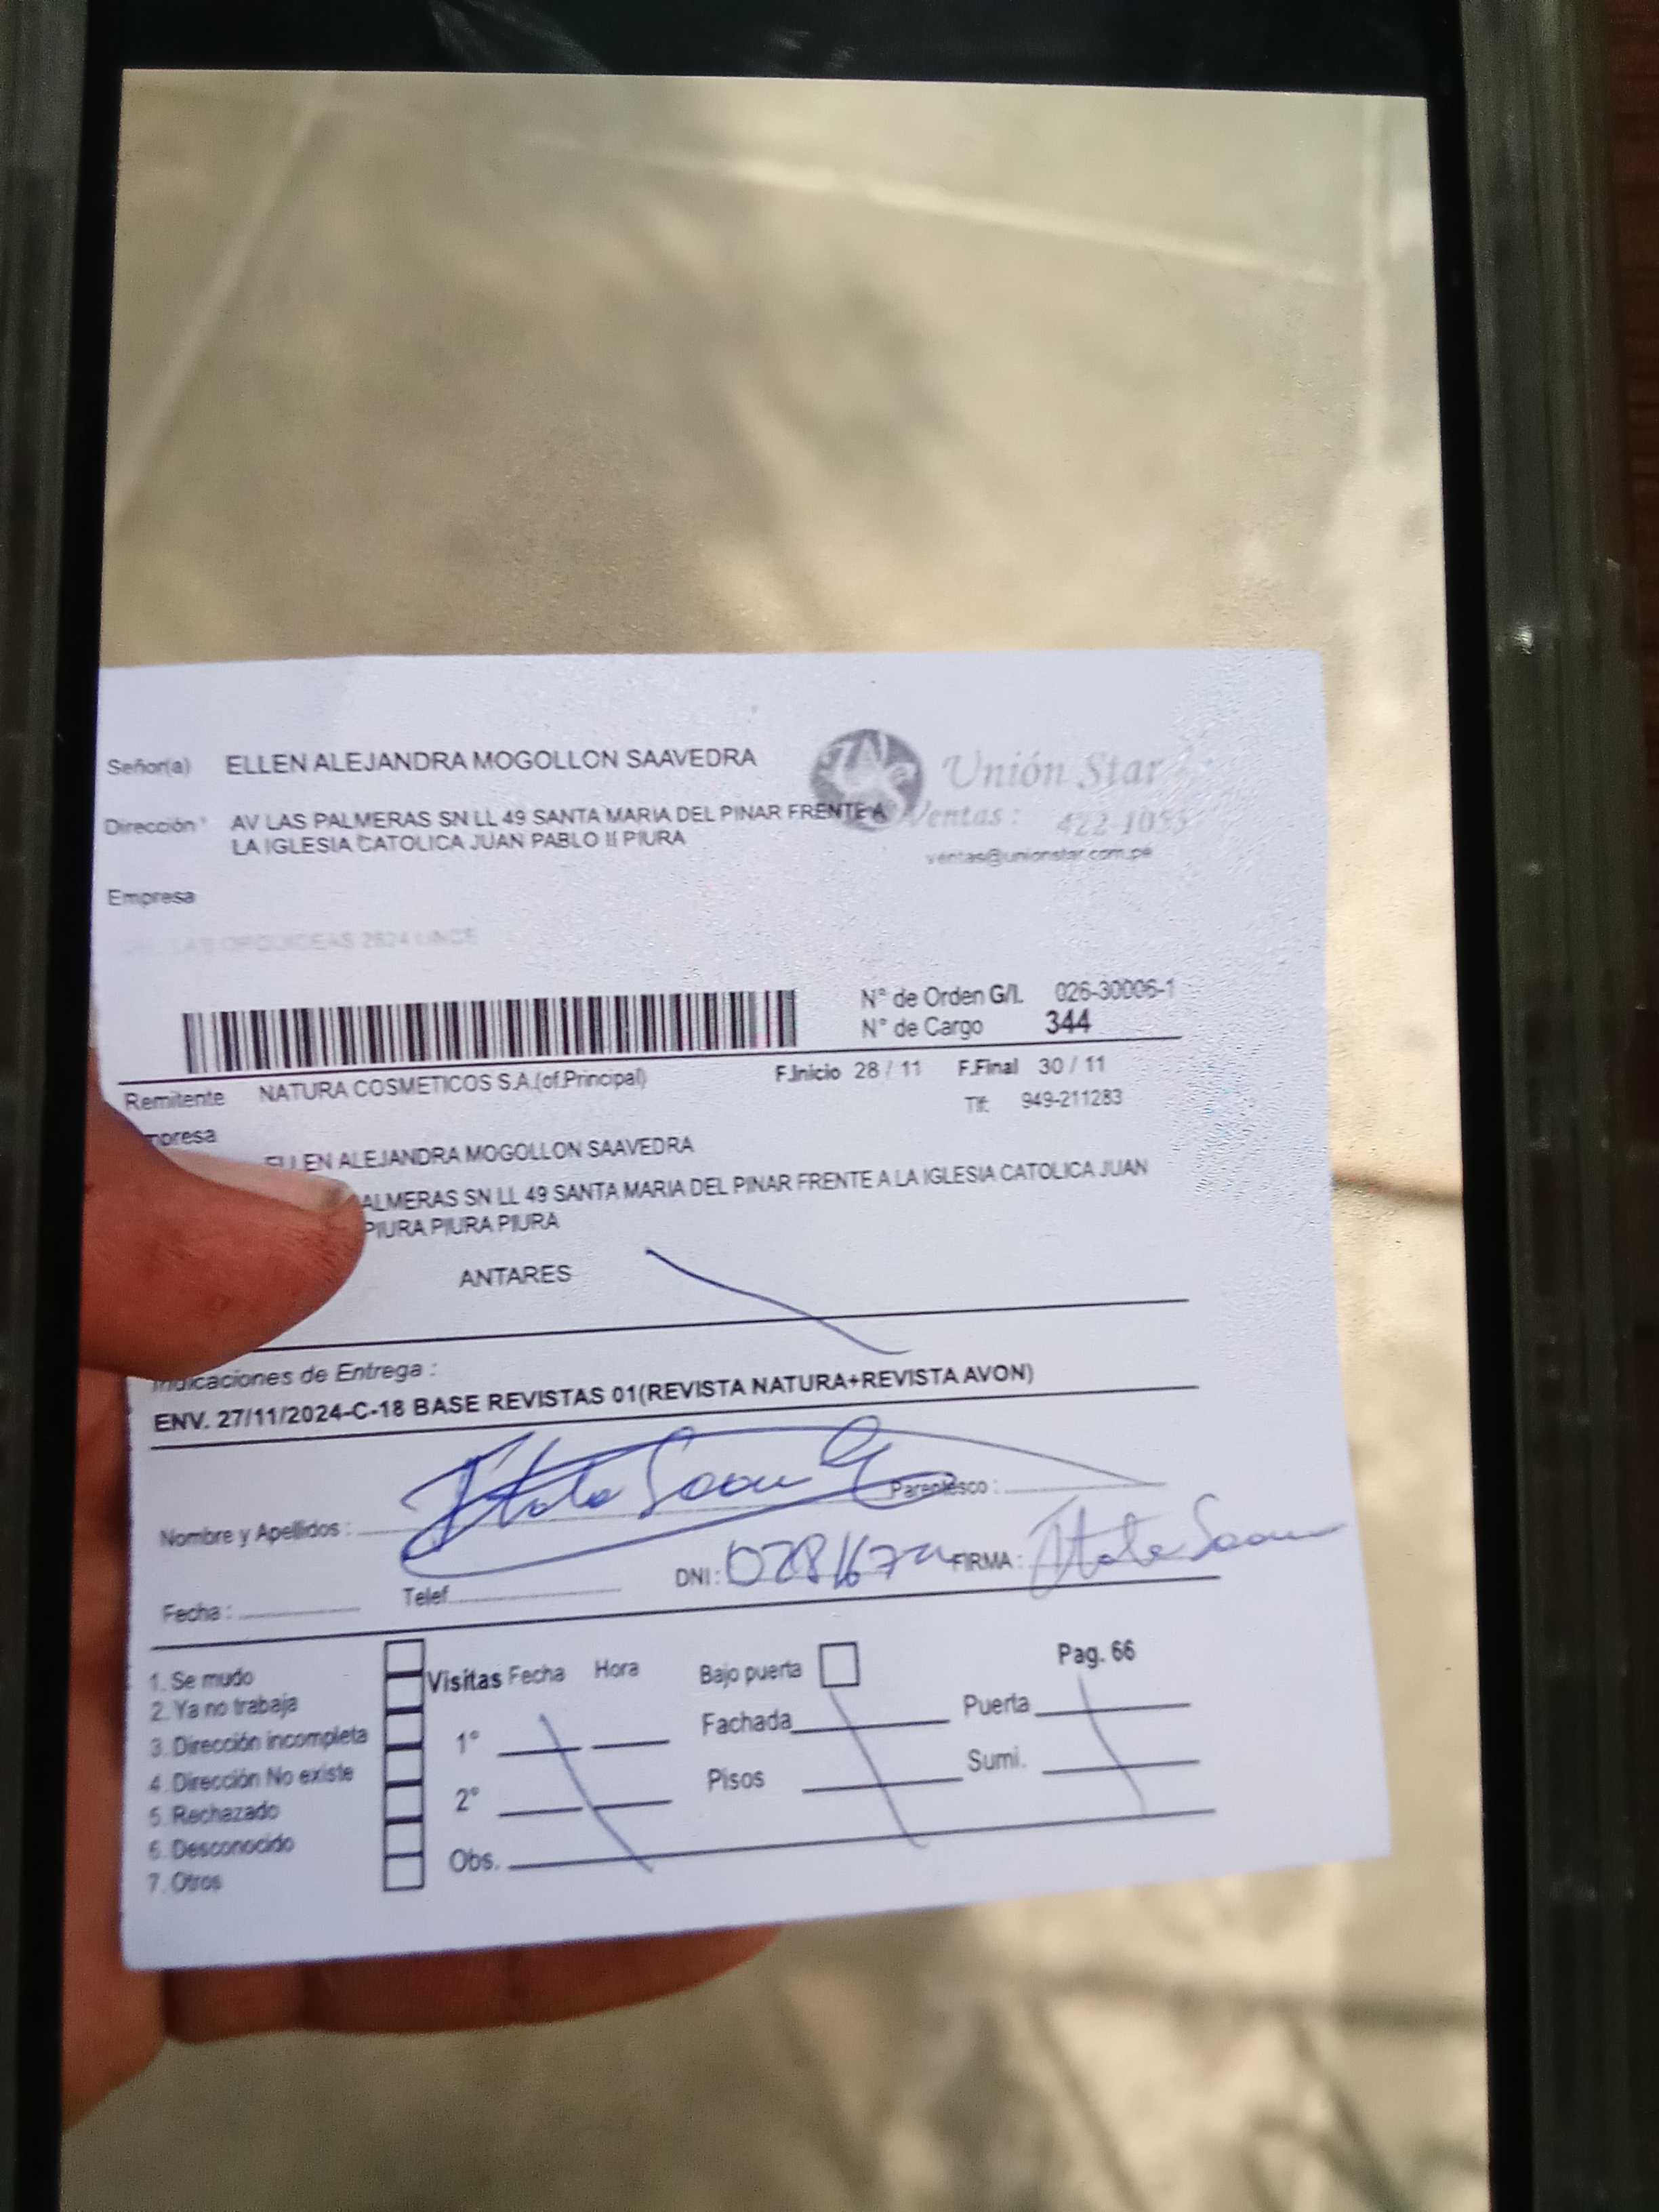 Señor(a) ELLEN ALEJANDRA MOGOLLON SAAVEDRA
Unión Star
Dirección AV LAS PALMERAS SN LL 49 SANTA MARIA DEL PINAR FRENTE A
LA IGLESIA CATOLICA JUAN PABLO II PIURA
Ventas: 422-1055
ventas@unionstar.com.pe
Empresa
LAS ORQUIDEAS 2624 LINCE
N° de Orden G/I. 026-30006-1
N° de Cargo 344
Remitente NATURA COSMETICOS S.A.(of.Principal) F.Inicio 28 / 11 F.Final 30 / 11
Tlf: 949-211283
mpresa
ELLEN ALEJANDRA MOGOLLON SAAVEDRA
ALMERAS SN LL 49 SANTA MARIA DEL PINAR FRENTE A LA IGLESIA CATOLICA JUAN
PIURA PIURA PIURA
ANTARES
Indicaciones de Entrega :
ENV. 27/11/2024-C-18 BASE REVISTAS 01(REVISTA NATURA+REVISTA AVON)
Nombre y Apellidos : Parentesco :
Fecha : Telef. DNI : FIRMA :
1. Se mudo
2. Ya no trabaja
3. Dirección incompleta
4. Dirección No existe
5. Rechazado
6. Desconocido
7. Otros
Visitas Fecha Hora
1°
2°
Obs.
Bajo puerta
Fachada
Pisos
Pag. 66
Puerta
Sumi.